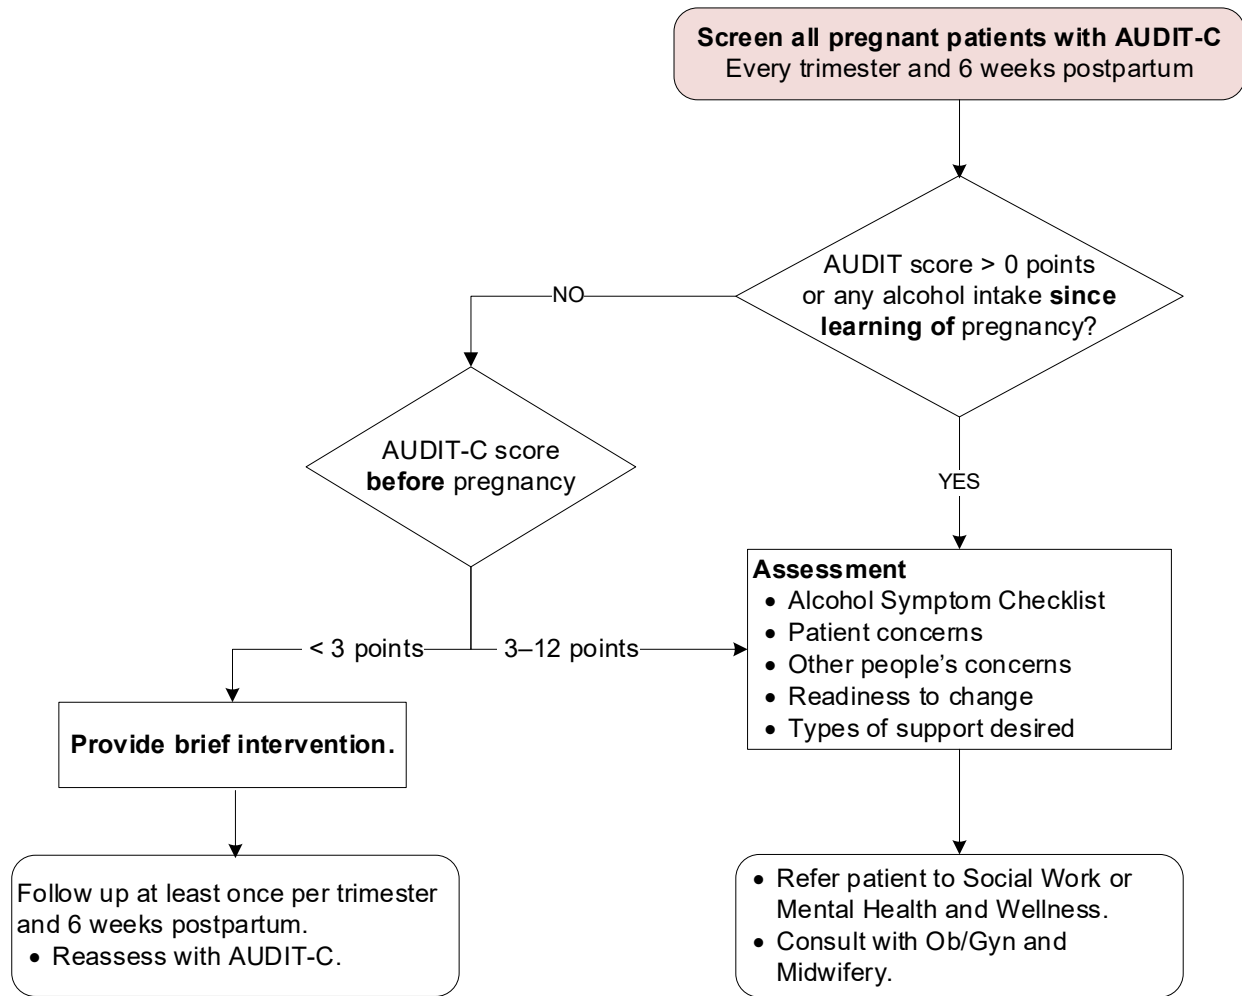 Screen all pregnant patients with AUDIT-C
Every trimester and 6 weeks postpartum
AUDIT score > 0 points
or any alcohol intake since
learning of pregnancy?
NO
AUDIT-C score
before pregnancy
YES
< 3 points
3–12 points
Assessment
• Alcohol Symptom Checklist
• Patient concerns
• Other people’s concerns
• Readiness to change
• Types of support desired
Provide brief intervention.
Follow up at least once per trimester
and 6 weeks postpartum.
• Reassess with AUDIT-C.
• Refer patient to Social Work or
Mental Health and Wellness.
• Consult with Ob/Gyn and
Midwifery.